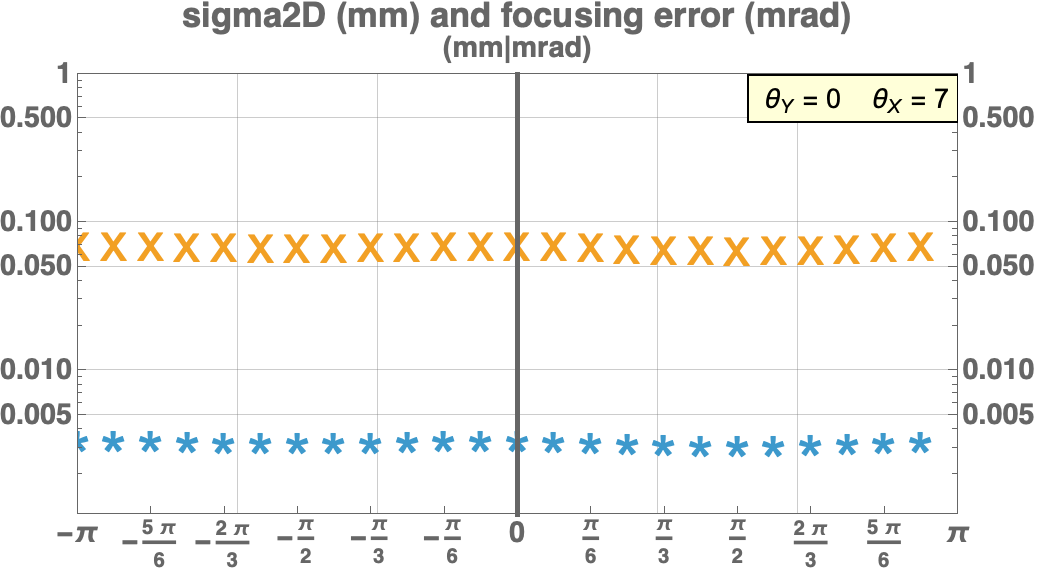 sigma2D (mm) and focusing error (mrad)
(mm|mrad)
1 1
θY = 0 θX = 7
0.500 0.500
0.100 0.100
0.050 0.050
0.010 0.010
0.005 0.005
−π −5π/6 −2π/3 −π/2 −π/3 −π/6 0 π/6 π/3 π/2 2π/3 5π/6 π